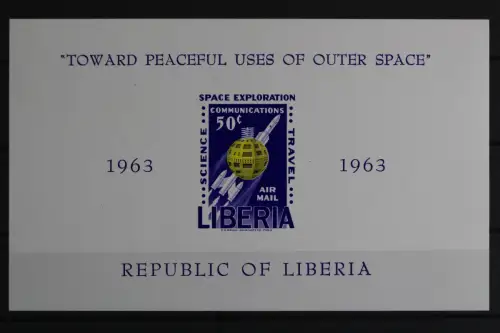 "TOWARD PEACEFUL USES OF OUTER SPACE"
SPACE EXPLORATION
COMMUNICATIONS
50¢
SCIENCE
TRAVEL
1963
1963
AIR
MAIL
LIBERIA
REPUBLIC OF LIBERIA